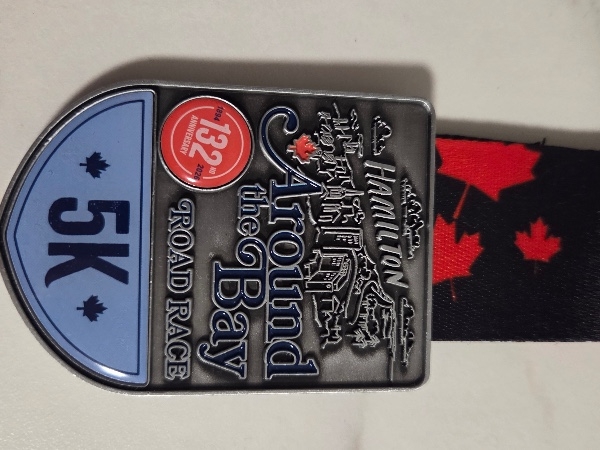 HAMILTON
Around
the Bay
ROAD RACE
1894
132ND
ANNIVERSARY
2026
5K